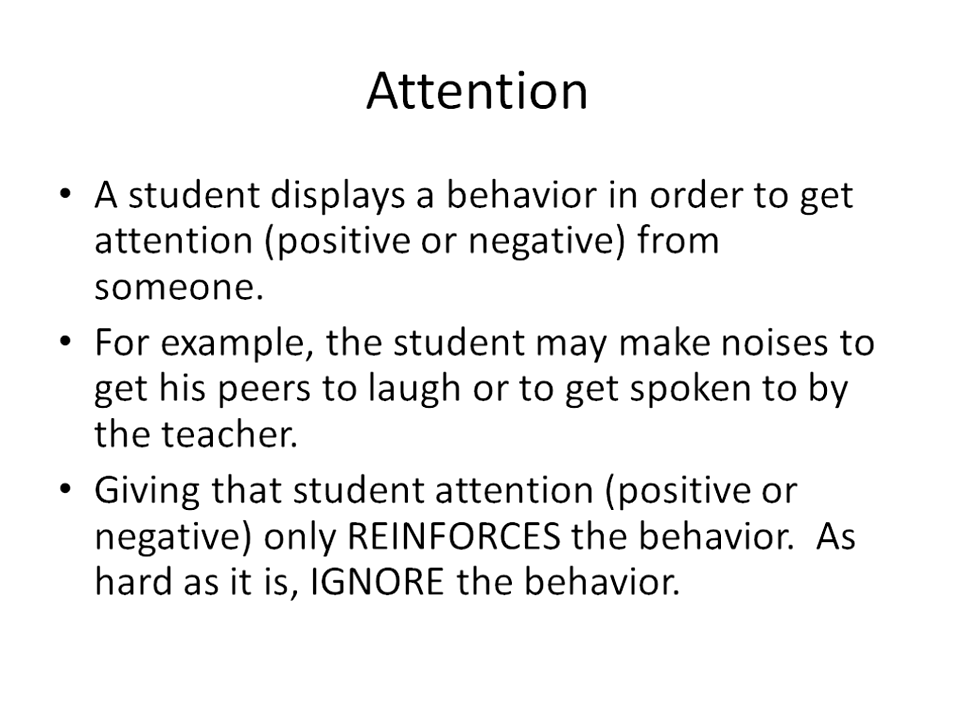 Attention
• A student displays a behavior in order to get
attention (positive or negative) from
someone.
• For example, the student may make noises to
get his peers to laugh or to get spoken to by
the teacher.
• Giving that student attention (positive or
negative) only REINFORCES the behavior.  As
hard as it is, IGNORE the behavior.